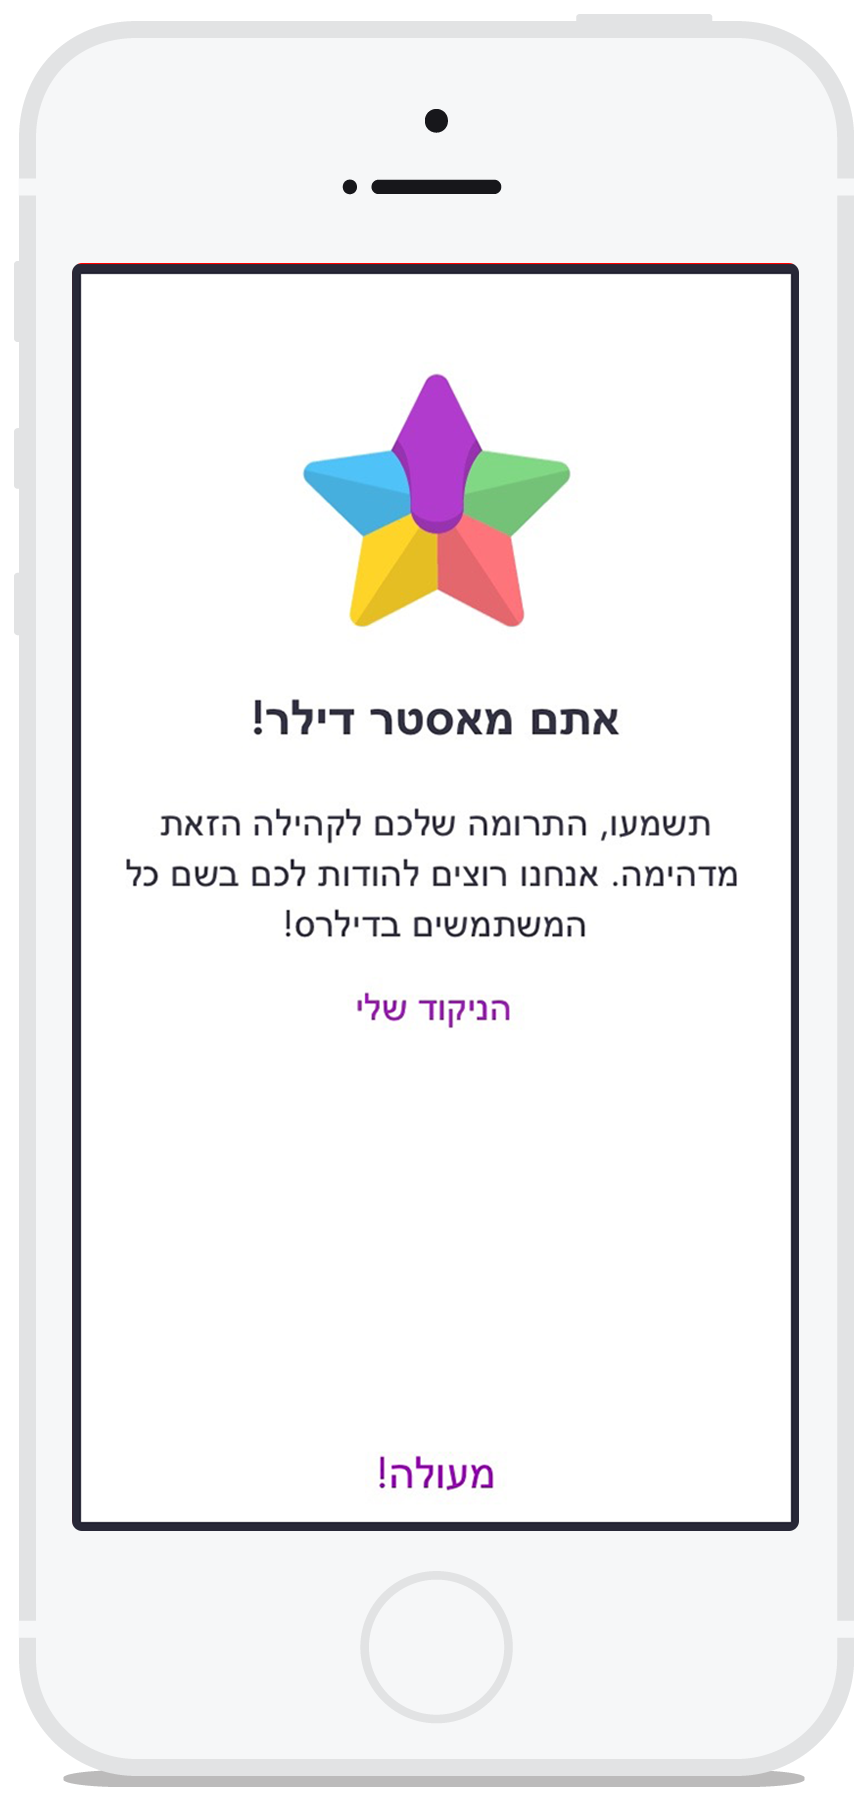 אתם מאסטר דילר!
תשמעו, התרומה שלכם לקהילה הזאת
מדהימה. אנחנו רוצים להודות לכם בשם כל
המשתמשים בדילרס!
הניקוד שלי
מעולה!